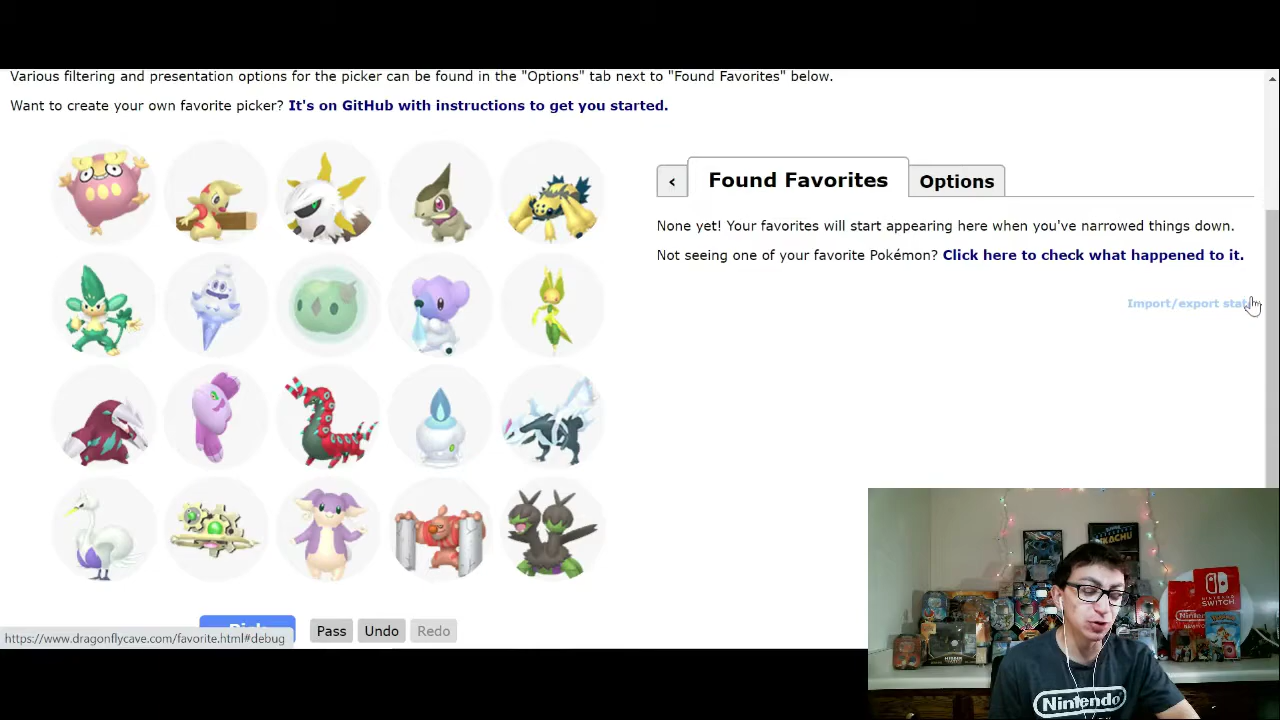 Various filtering and presentation options for the picker can be found in the "Options" tab next to "Found Favorites" below.
Want to create your own favorite picker? It's on GitHub with instructions to get you started.
‹ Found Favorites Options
None yet! Your favorites will start appearing here when you've narrowed things down.
Not seeing one of your favorite Pokémon? Click here to check what happened to it.
Import/export
Pass Undo Redo
https://www.dragonflycave.com/favorite.html#debug
PIKACHU
NINTENDO
SWITCH
Nintendo